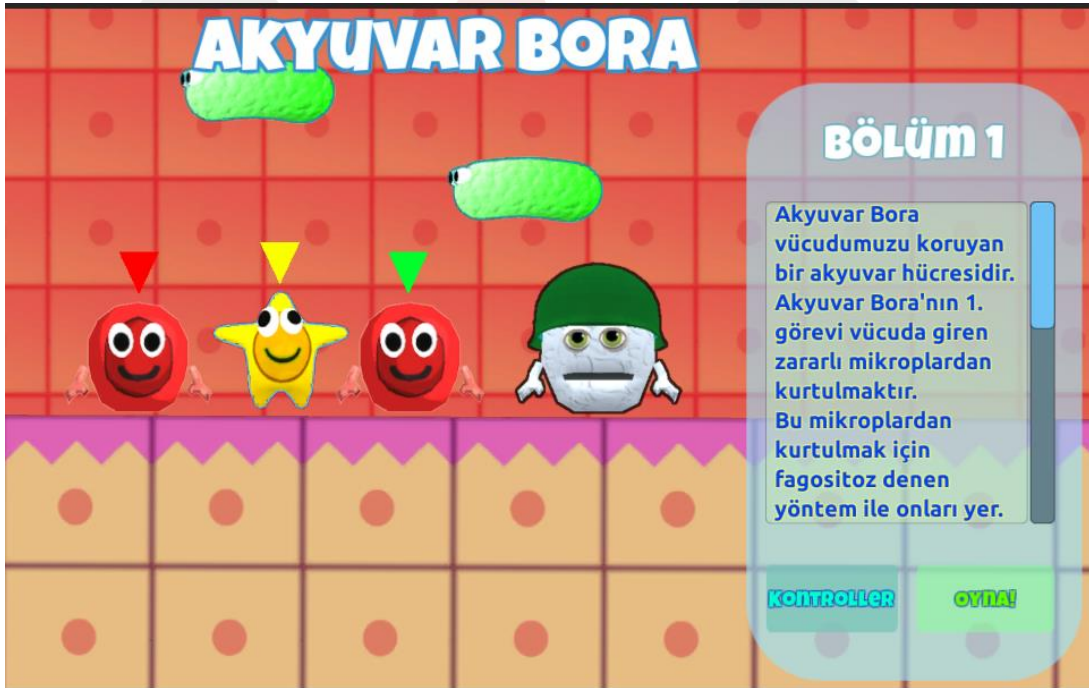 AKYUVAR BORA
BÖLÜM 1
Akyuvar Bora
vücudumuzu koruyan
bir akyuvar hücresidir.
Akyuvar Bora'nın 1.
görevi vücuda giren
zararlı mikroplardan
kurtulmaktır.
Bu mikroplardan
kurtulmak için
fagositoz denen
yöntem ile onları yer.
KONTROLLER
OYNA!